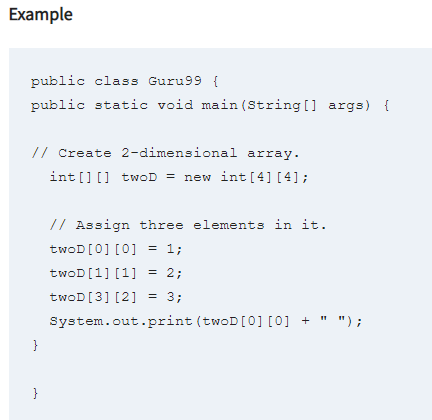 Example
public class Guru99 {
public static void main(String[] args) {
// Create 2-dimensional array.
int[][] twoD = new int[4][4];
// Assign three elements in it.
twoD[0][0] = 1;
twoD[1][1] = 2;
twoD[3][2] = 3;
System.out.print(twoD[0][0] + " ");
}
}